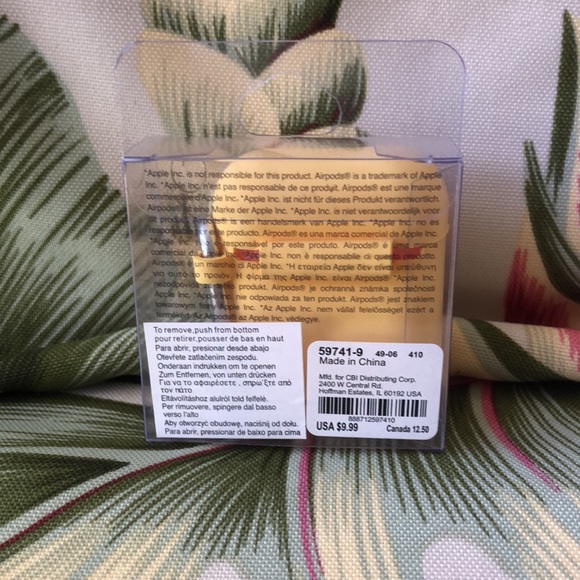 *Apple Inc. is not responsible for this product. Airpods® is a trademark of Apple
Inc. *Apple Inc. n'est pas responsable de ce produit. Airpods® est une marque
commerciale d'Apple Inc. *Apple Inc. ist nicht für dieses Produkt verantwortlich.
Airpods® ist eine Marke der Apple Inc. *Apple Inc. is niet verantwoordelijk voor
dit product. Airpods® is een handelsmerk van Apple Inc. *Apple Inc. no es
responsable de este producto. Airpods® es una marca comercial de Apple Inc.
*Apple Inc. não é responsável por este produto. Airpods® é uma marca
comercial da *Apple Inc. non è responsabile di questo prodotto.
Airpods® è un marchio di Apple Inc. *Η εταιρεία Apple δεν είναι υπεύθυνη
για αυτό το προϊόν. Η φίρμα της Apple Inc. είναι Airpods® *Apple Inc.
nezodpovídá produkt. Airpods® je ochranná známka společnosti
Apple Inc. *Apple Inc. nie odpowiada za ten produkt. Airpods® jest znakiem
towarowym firmy Apple Inc. *Az Apple Inc. nem vállal felelősséget ezért a
termékért. Az Airpods® az Apple Inc. védjegye.
To remove,push from bottom
pour retirer,pousser de bas en haut
Para abrir, presionar desde abajo
Otevřete zatlačením zespodu.
Onderaan indrukken om te openen
Zum Entfernen, von unten drücken
Για να το αφαιρέσετε , σπρώξτε από
τον πάτο
Eltávolításhoz alulról told felfelé.
Per rimuovere, spingere dal basso
verso l'alto
Aby otworzyć obudowę, naciśnij od dołu.
Para abrir, pressionar de baixo para cima
59741-9 49-06 410
Made in China
Mfd. for CBI Distributing Corp.
2400 W Central Rd.
Hoffman Estates, IL 60192 USA
888712597410
USA $9.99 Canada 12.50